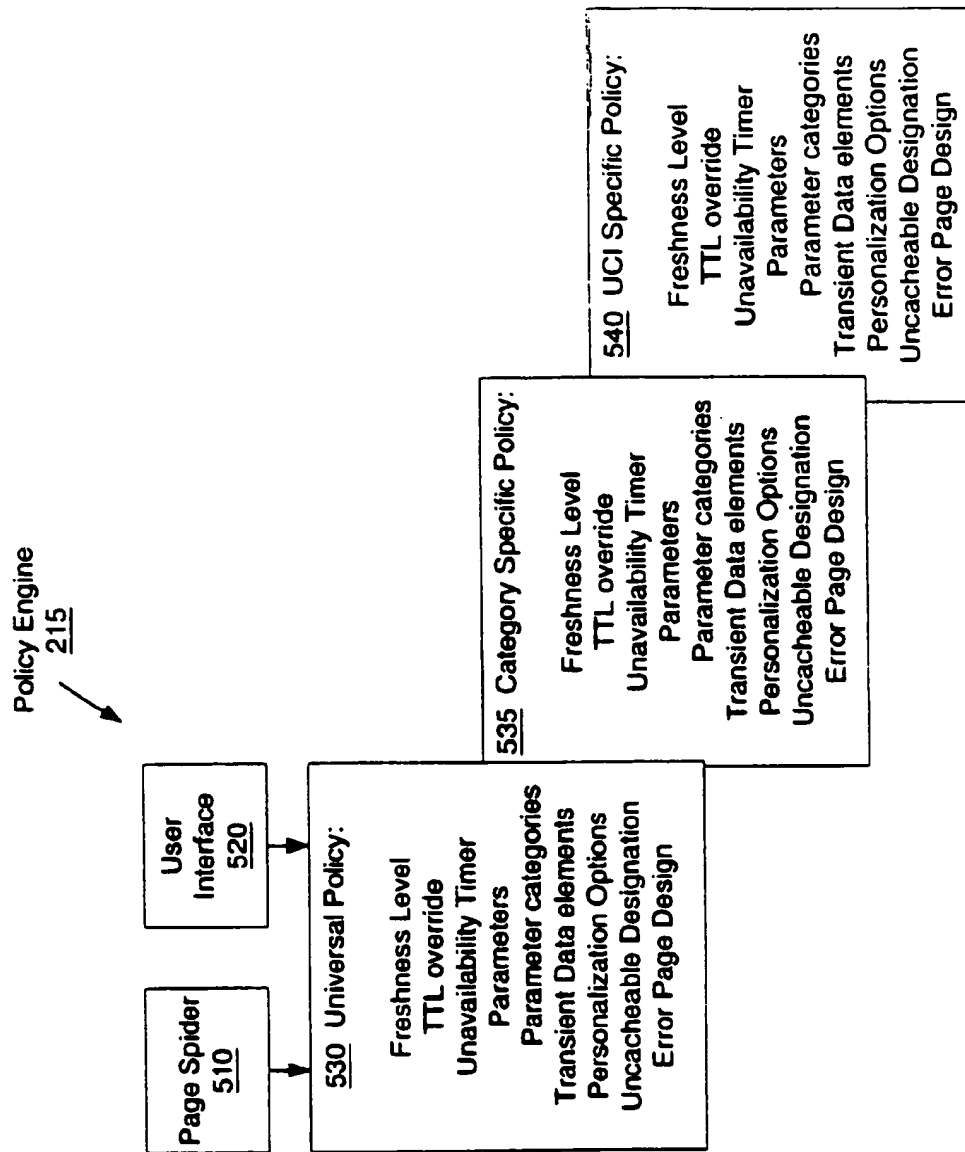 Policy Engine
215
Page Spider
510
User
Interface
520
530 Universal Policy:
Freshness Level
TTL override
Unavailability Timer
Parameters
Parameter categories
Transient Data elements
Personalization Options
Uncacheable Designation
Error Page Design
535 Category Specific Policy:
Freshness Level
TTL override
Unavailability Timer
Parameters
Parameter categories
Transient Data elements
Personalization Options
Uncacheable Designation
Error Page Design
540 UCI Specific Policy:
Freshness Level
TTL override
Unavailability Timer
Parameters
Parameter categories
Transient Data elements
Personalization Options
Uncacheable Designation
Error Page Design